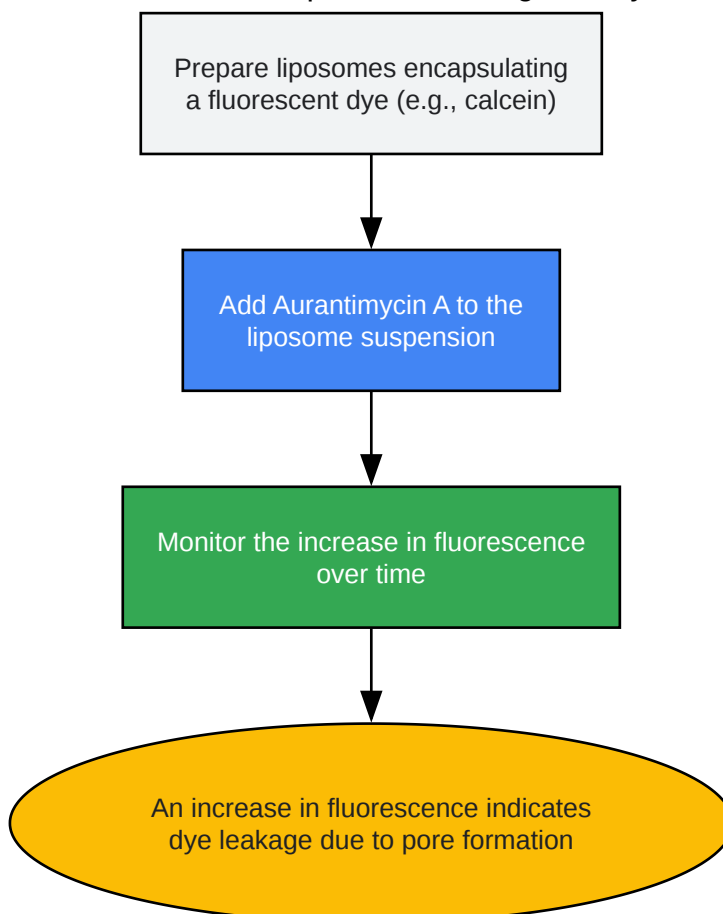 Prepare liposomes encapsulating
a fluorescent dye (e.g., calcein)
Add Aurantimycin A to the
liposome suspension
Monitor the increase in fluorescence
over time
An increase in fluorescence indicates
dye leakage due to pore formation